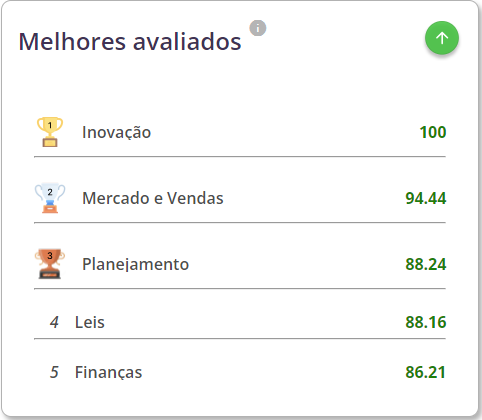 Melhores avaliados i
1 Inovação 100
2 Mercado e Vendas 94.44
3 Planejamento 88.24
4 Leis 88.16
5 Finanças 86.21